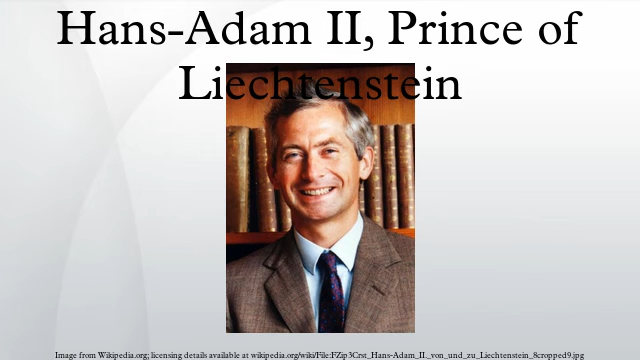 Hans-Adam II, Prince of
Liechtenstein
Image from Wikipedia.org; licensing details available at wikipedia.org/wiki/File:FZip3Crst_Hans-Adam_II._von_und_zu_Liechtenstein_8cropped9.jpg